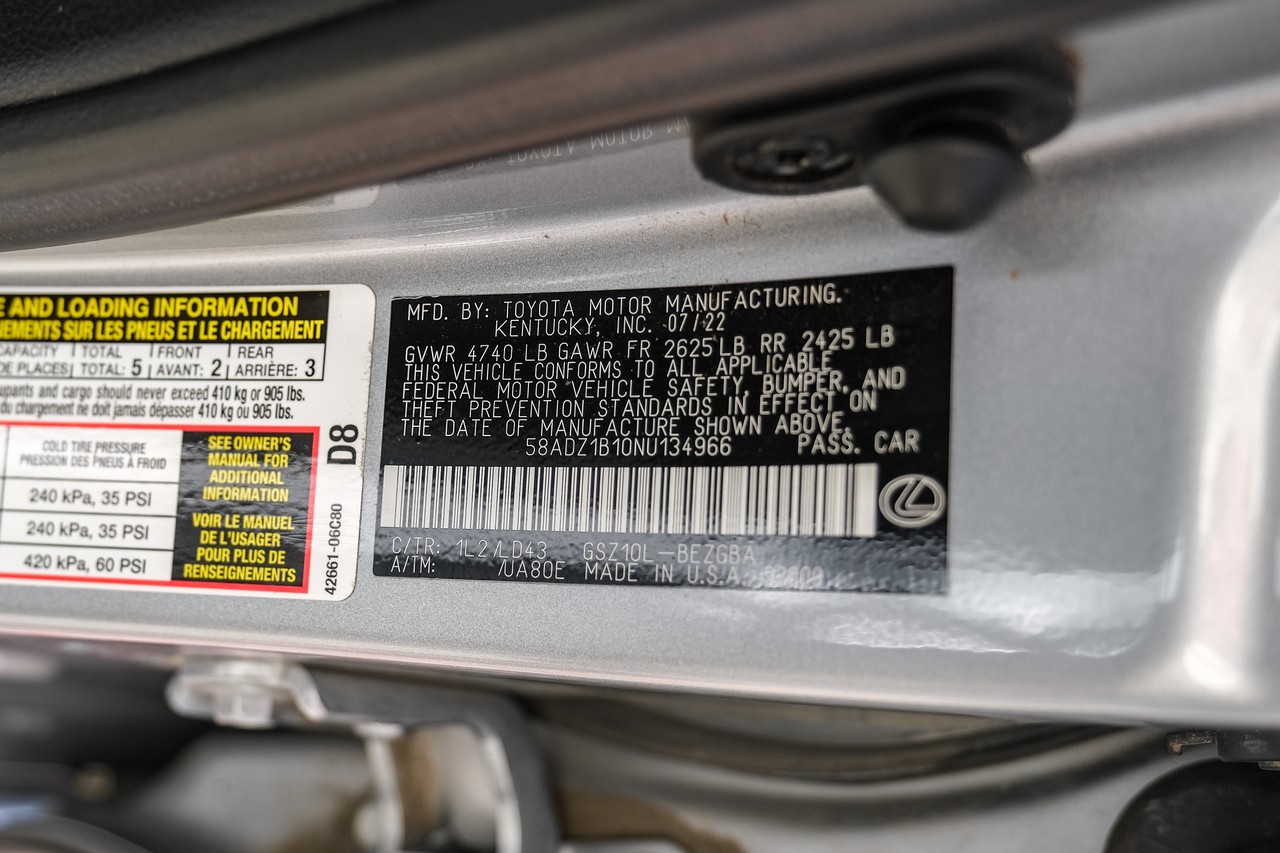 E AND LOADING INFORMATION
NEMENTS SUR LES PNEUS ET LE CHARGEMENT
CAPACITY TOTAL FRONT REAR
DE PLACES TOTAL: 5 AVANT: 2 ARRIÈRE: 3
upants and cargo should never exceed 410 kg or 905 lbs.
du chargement ne doit jamais dépasser 410 kg ou 905 lbs.
COLD TIRE PRESSURE
PRESSION DES PNEUS À FROID
240 kPa, 35 PSI
240 kPa, 35 PSI
420 kPa, 60 PSI
SEE OWNER'S
MANUAL FOR
ADDITIONAL
INFORMATION
VOIR LE MANUEL
DE L'USAGER
POUR PLUS DE
RENSEIGNEMENTS
D8
42661-06C80
MFD. BY: TOYOTA MOTOR MANUFACTURING.
KENTUCKY, INC. 07/22
GVWR 4740 LB GAWR FR 2625 LB RR 2425 LB
THIS VEHICLE CONFORMS TO ALL APPLICABLE
FEDERAL MOTOR VEHICLE SAFETY, BUMPER, AND
THEFT PREVENTION STANDARDS IN EFFECT ON
THE DATE OF MANUFACTURE SHOWN ABOVE.
58ADZ1B10NU134966 PASS. CAR
C/TR: 1L2/LD43 GSZ10L-BEZGBA
A/TM: /UA80E MADE IN U.S.A.